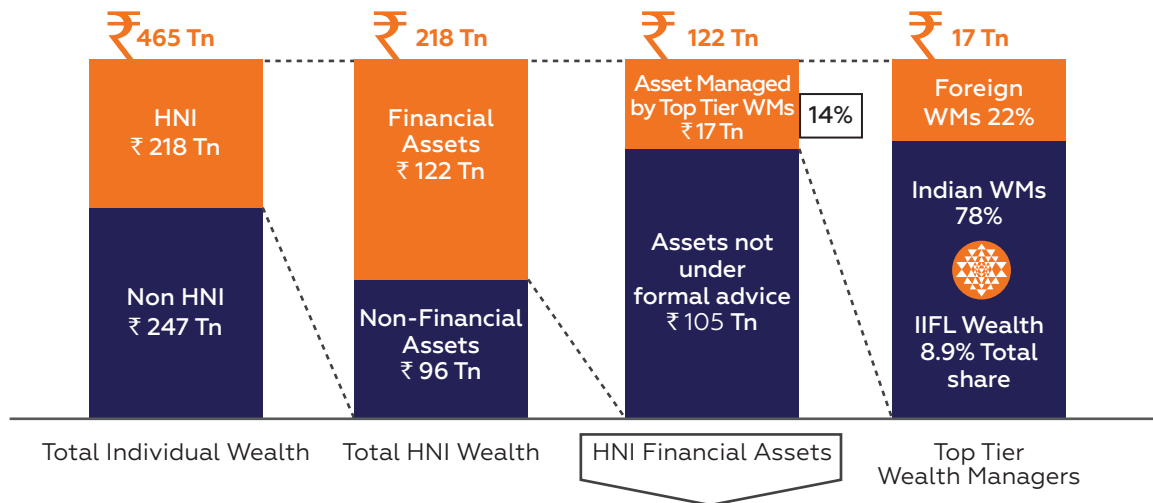 ₹ 465 Tn
HNI
₹ 218 Tn
Non HNI
₹ 247 Tn
Total Individual Wealth
₹ 218 Tn
Financial
Assets
₹ 122 Tn
Non-Financial
Assets
₹ 96 Tn
Total HNI Wealth
₹ 122 Tn
Asset Managed
by Top Tier WMs
₹ 17 Tn
14%
Assets not
under
formal advice
₹ 105 Tn
HNI Financial Assets
₹ 17 Tn
Foreign
WMs 22%
Indian WMs
78%
IIFL Wealth
8.9% Total
share
Top Tier
Wealth Managers